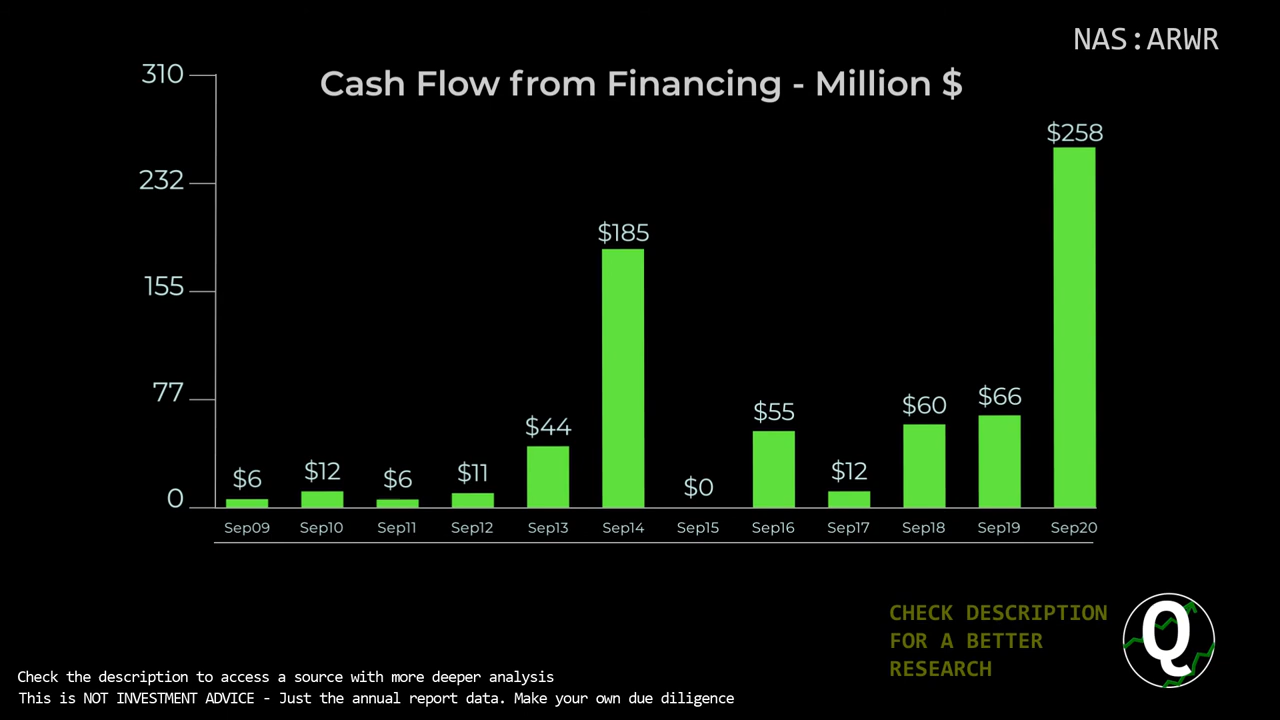 NAS:ARWR
Cash Flow from Financing - Million $
310
232
155
77
0
$6
$12
$6
$11
$44
$185
$0
$55
$12
$60
$66
$258
Sep09 Sep10 Sep11 Sep12 Sep13 Sep14 Sep15 Sep16 Sep17 Sep18 Sep19 Sep20
CHECK DESCRIPTION
FOR A BETTER
RESEARCH
Q
Check the description to access a source with more deeper analysis
This is NOT INVESTMENT ADVICE - Just the annual report data. Make your own due diligence